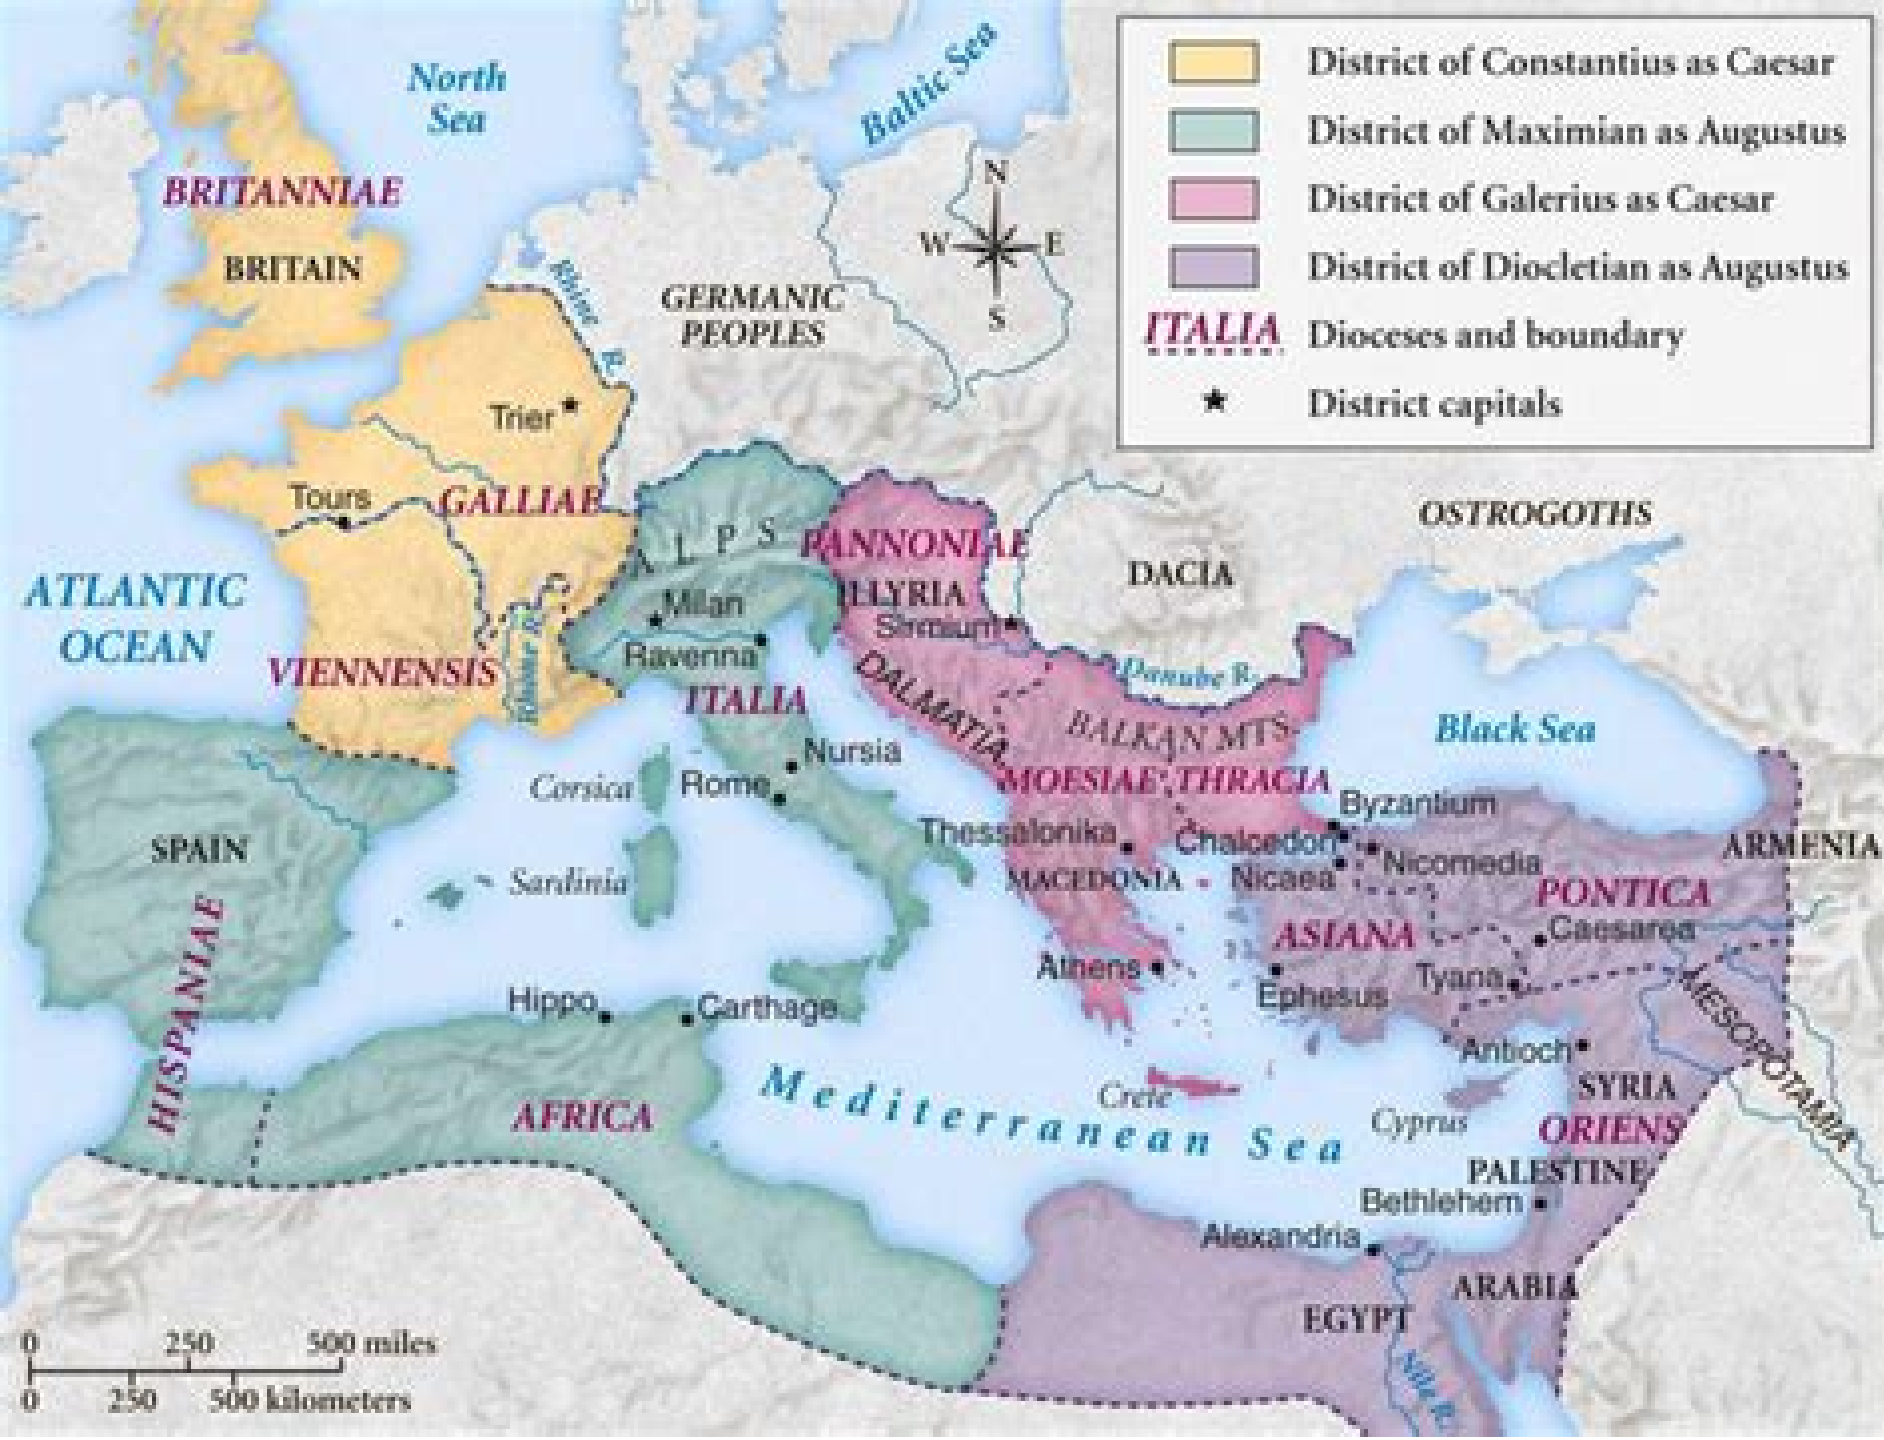 District of Constantius as Caesar
District of Maximian as Augustus
District of Galerius as Caesar
District of Diocletian as Augustus
ITALIA Dioceses and boundary
District capitals
North
Sea
Baltic Sea
N
W E
S
BRITANNIAE
BRITAIN
Rhine R.
GERMANIC
PEOPLES
Trier
Tours
GALLIAE
ALPS
PANNONIAE
ILLYRIA
Sirmium
DACIA
OSTROGOTHS
ATLANTIC
OCEAN
Milan
Ravenna
VIENNENSIS
Rhone R.
ITALIA
DALMATIA
Danube R.
BALKAN MTS.
Black Sea
Nursia
Rome
Corsica
MOESIAE
THRACIA
Byzantium
Thessalonika
Chalcedon
Nicomedia
Nicaea
MACEDONIA
ARMENIA
SPAIN
Sardinia
PONTICA
Caesarea
ASIANA
Athens
Tyana
Ephesus
HISPANIAE
Hippo
Carthage
MESOPOTAMIA
Antioch
SYRIA
Mediterranean Sea
Crete
Cyprus
AFRICA
ORIENS
PALESTINE
Bethlehem
Alexandria
ARABIA
EGYPT
Nile R.
0 250 500 miles
0 250 500 kilometers